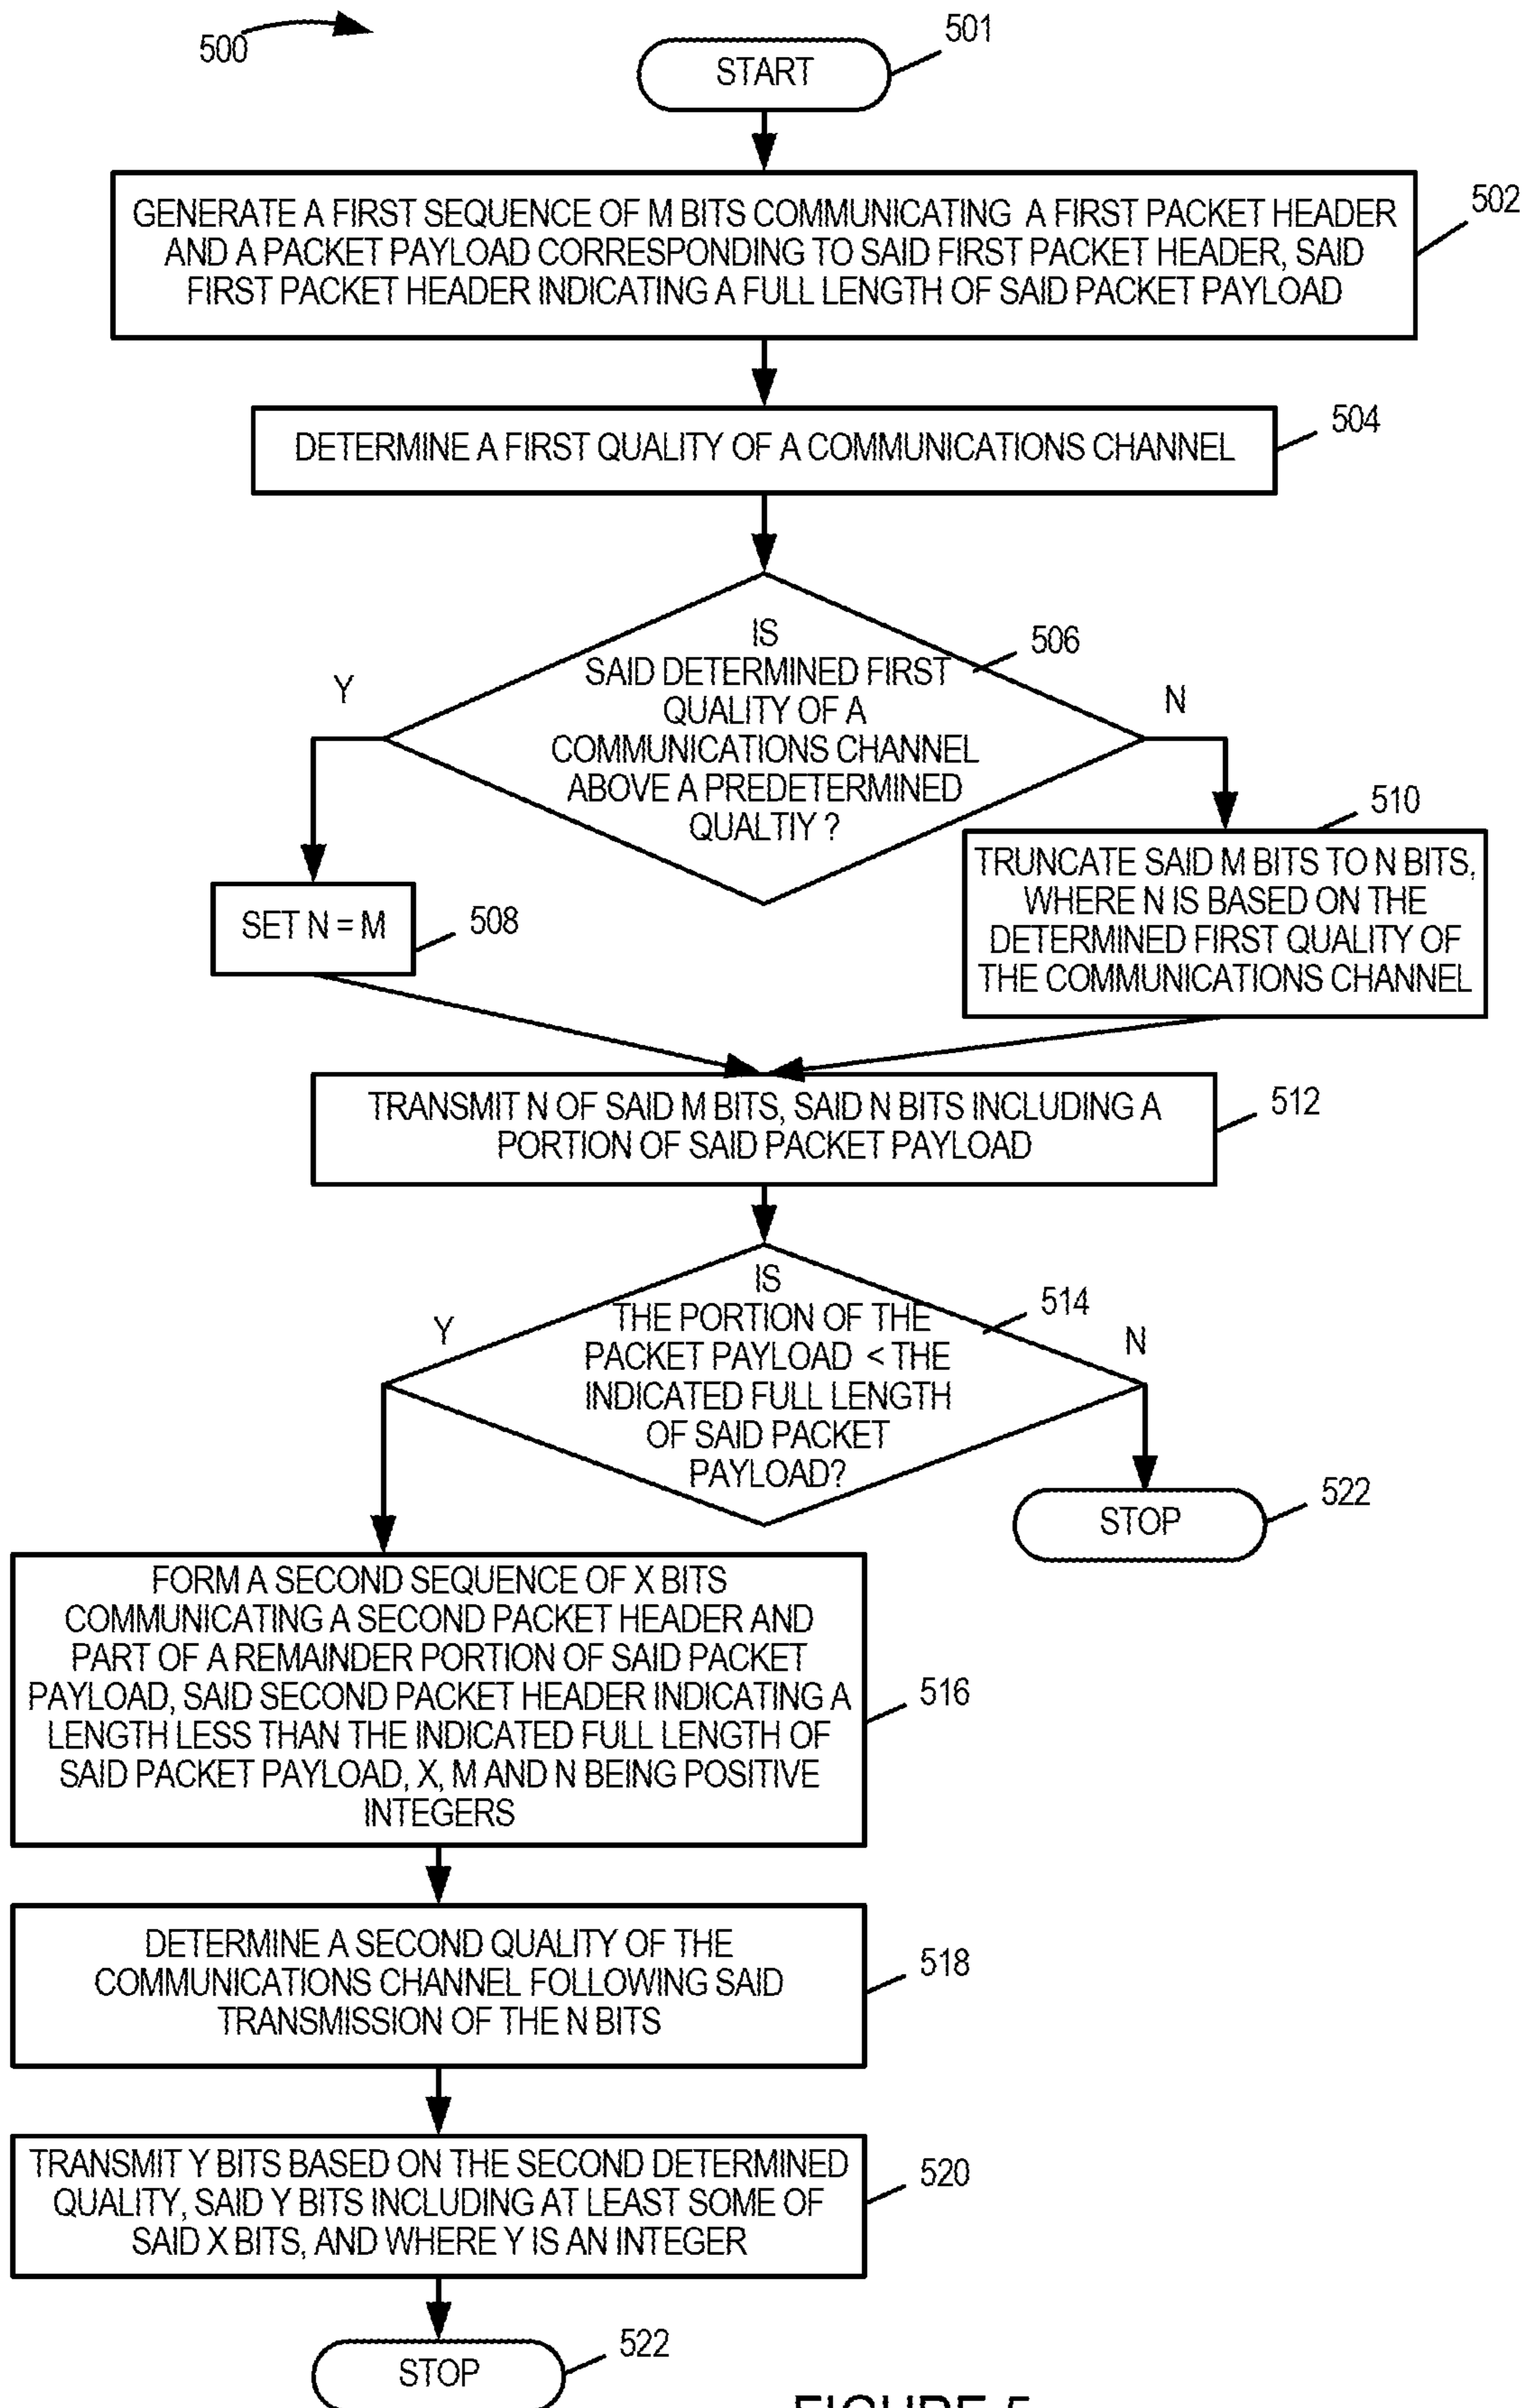 500
501
START
502
GENERATE A FIRST SEQUENCE OF M BITS COMMUNICATING A FIRST PACKET HEADER
AND A PACKET PAYLOAD CORRESPONDING TO SAID FIRST PACKET HEADER, SAID
FIRST PACKET HEADER INDICATING A FULL LENGTH OF SAID PACKET PAYLOAD
504
DETERMINE A FIRST QUALITY OF A COMMUNICATIONS CHANNEL
506
IS
SAID DETERMINED FIRST
QUALITY OF A
COMMUNICATIONS CHANNEL
ABOVE A PREDETERMINED
QUALTIY ?
Y
N
508
SET N = M
510
TRUNCATE SAID M BITS TO N BITS,
WHERE N IS BASED ON THE
DETERMINED FIRST QUALITY OF
THE COMMUNICATIONS CHANNEL
512
TRANSMIT N OF SAID M BITS, SAID N BITS INCLUDING A
PORTION OF SAID PACKET PAYLOAD
514
IS
THE PORTION OF THE
PACKET PAYLOAD < THE
INDICATED FULL LENGTH
OF SAID PACKET
PAYLOAD?
Y
N
522
STOP
FORM A SECOND SEQUENCE OF X BITS
COMMUNICATING A SECOND PACKET HEADER AND
PART OF A REMAINDER PORTION OF SAID PACKET
PAYLOAD, SAID SECOND PACKET HEADER INDICATING A
LENGTH LESS THAN THE INDICATED FULL LENGTH OF
SAID PACKET PAYLOAD, X, M AND N BEING POSITIVE
INTEGERS
516
DETERMINE A SECOND QUALITY OF THE
COMMUNICATIONS CHANNEL FOLLOWING SAID
TRANSMISSION OF THE N BITS
518
TRANSMIT Y BITS BASED ON THE SECOND DETERMINED
QUALITY, SAID Y BITS INCLUDING AT LEAST SOME OF
SAID X BITS, AND WHERE Y IS AN INTEGER
520
522
STOP
FIGURE 5